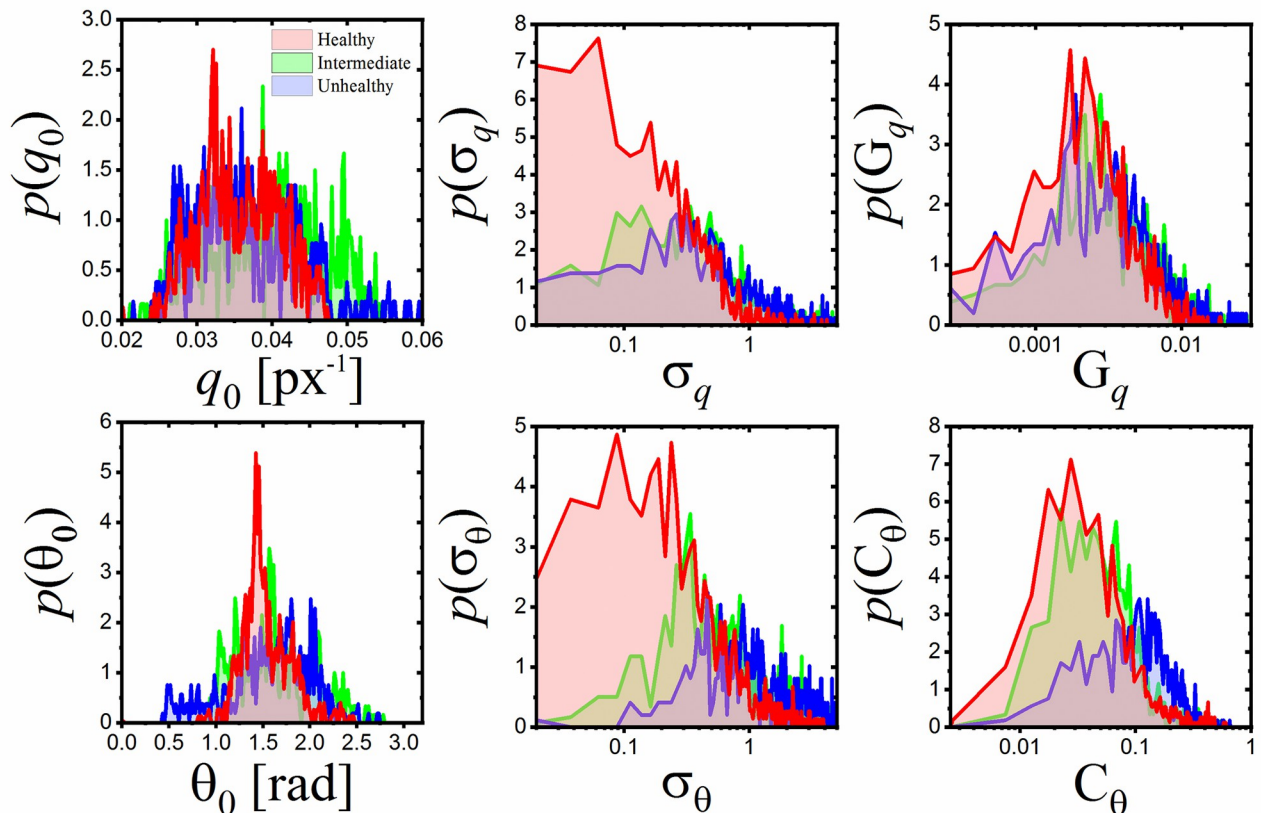 p(q0)
3.0
2.5
2.0
1.5
1.0
0.5
0.0
0.02 0.03 0.04 0.05 0.06
q0 [px-1]
Healthy
Intermediate
Unhealthy
p(σq)
8
7
6
5
4
3
2
1
0
0.1 1
σq
p(Gq)
5
4
3
2
1
0
0.001 0.01
Gq
p(θ0)
6
5
4
3
2
1
0
0.0 0.5 1.0 1.5 2.0 2.5 3.0
θ0 [rad]
p(σθ)
5
4
3
2
1
0
0.1 1
σθ
p(Cθ)
8
7
6
5
4
3
2
1
0
0.01 0.1 1
Cθ